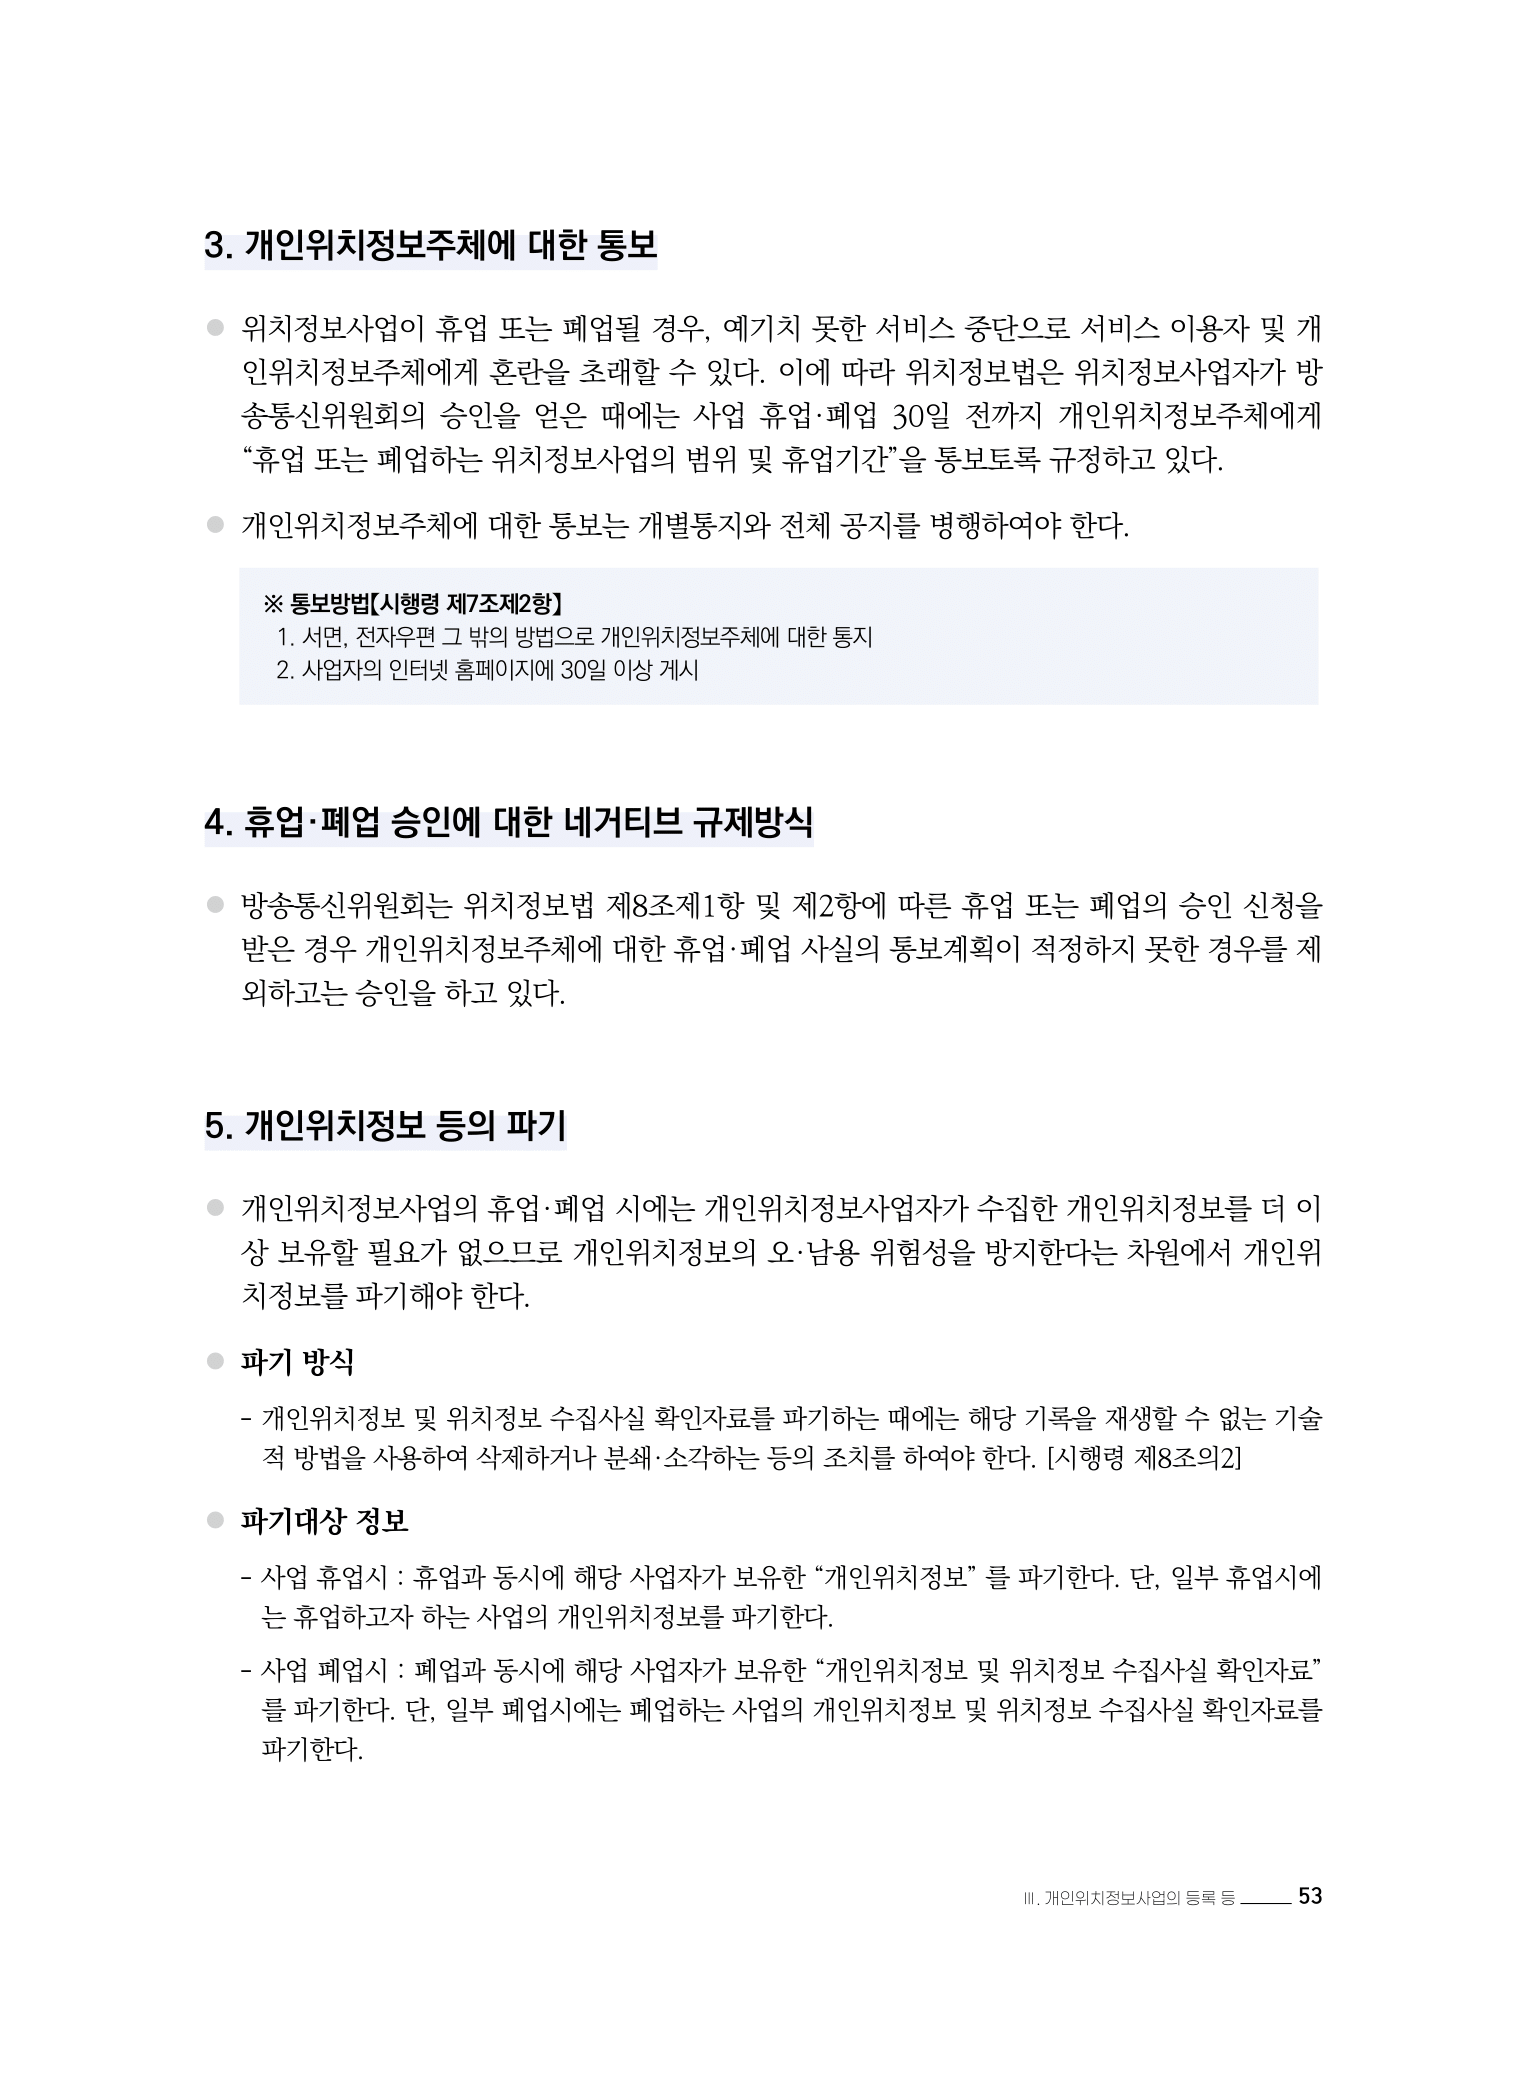 3. 개인위치정보주체에 대한 통보
● 위치정보사업이 휴업 또는 폐업될 경우, 예기치 못한 서비스 중단으로 서비스 이용자 및 개
인위치정보주체에게 혼란을 초래할 수 있다. 이에 따라 위치정보법은 위치정보사업자가 방
송통신위원회의 승인을 얻은 때에는 사업 휴업·폐업 30일 전까지 개인위치정보주체에게
“휴업 또는 폐업하는 위치정보사업의 범위 및 휴업기간”을 통보토록 규정하고 있다.
● 개인위치정보주체에 대한 통보는 개별통지와 전체 공지를 병행하여야 한다.
※ 통보방법【시행령 제7조제2항】
1. 서면, 전자우편 그 밖의 방법으로 개인위치정보주체에 대한 통지
2. 사업자의 인터넷 홈페이지에 30일 이상 게시
4. 휴업·폐업 승인에 대한 네거티브 규제방식
● 방송통신위원회는 위치정보법 제8조제1항 및 제2항에 따른 휴업 또는 폐업의 승인 신청을
받은 경우 개인위치정보주체에 대한 휴업·폐업 사실의 통보계획이 적정하지 못한 경우를 제
외하고는 승인을 하고 있다.
5. 개인위치정보 등의 파기
● 개인위치정보사업의 휴업·폐업 시에는 개인위치정보사업자가 수집한 개인위치정보를 더 이
상 보유할 필요가 없으므로 개인위치정보의 오·남용 위험성을 방지한다는 차원에서 개인위
치정보를 파기해야 한다.
● 파기 방식
– 개인위치정보 및 위치정보 수집사실 확인자료를 파기하는 때에는 해당 기록을 재생할 수 없는 기술
적 방법을 사용하여 삭제하거나 분쇄·소각하는 등의 조치를 하여야 한다. [시행령 제8조의2]
● 파기대상 정보
– 사업 휴업시 : 휴업과 동시에 해당 사업자가 보유한 “개인위치정보” 를 파기한다. 단, 일부 휴업시에
는 휴업하고자 하는 사업의 개인위치정보를 파기한다.
– 사업 폐업시 : 폐업과 동시에 해당 사업자가 보유한 “개인위치정보 및 위치정보 수집사실 확인자료”
를 파기한다. 단, 일부 폐업시에는 폐업하는 사업의 개인위치정보 및 위치정보 수집사실 확인자료를
파기한다.
Ⅲ. 개인위치정보사업의 등록 등 53